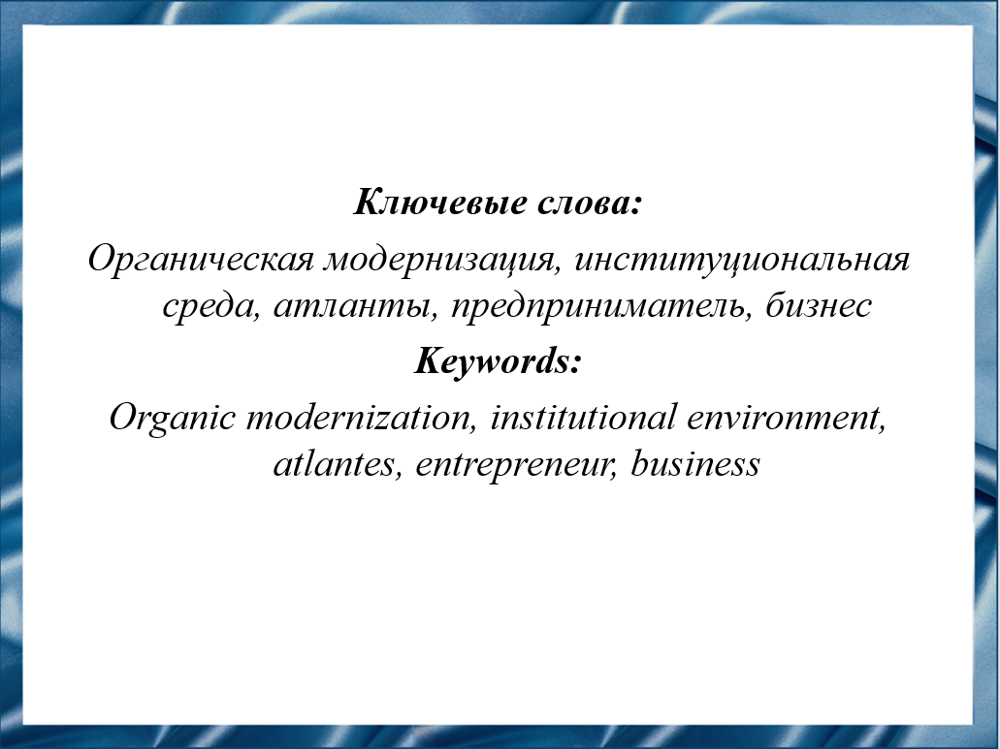 Ключевые слова:
Органическая модернизация, институциональная
среда, атланты, предприниматель, бизнес
Keywords:
Organic modernization, institutional environment,
atlantes, entrepreneur, business